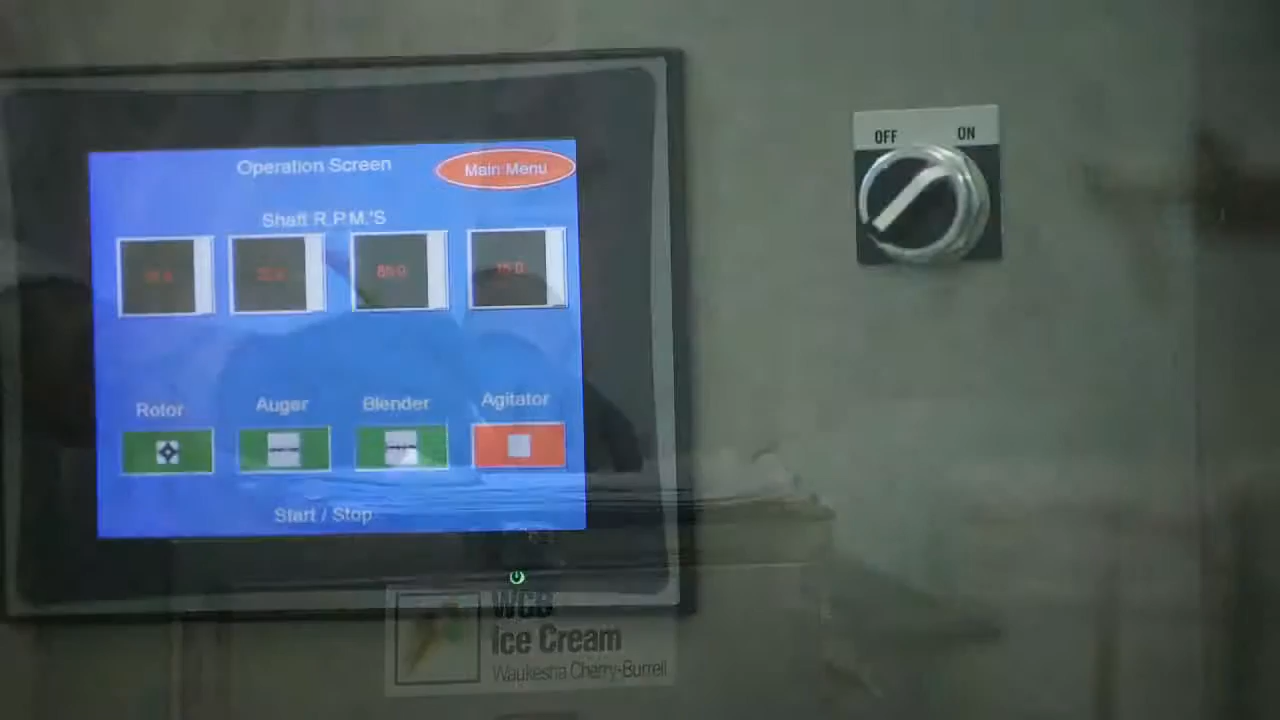 OFF ON
Operation Screen
Main Menu
Shaft R.P.M.'S
Rotor Auger Blender Agitator
Start / Stop
WCB
Ice Cream
Waukesha Cherry-Burrell